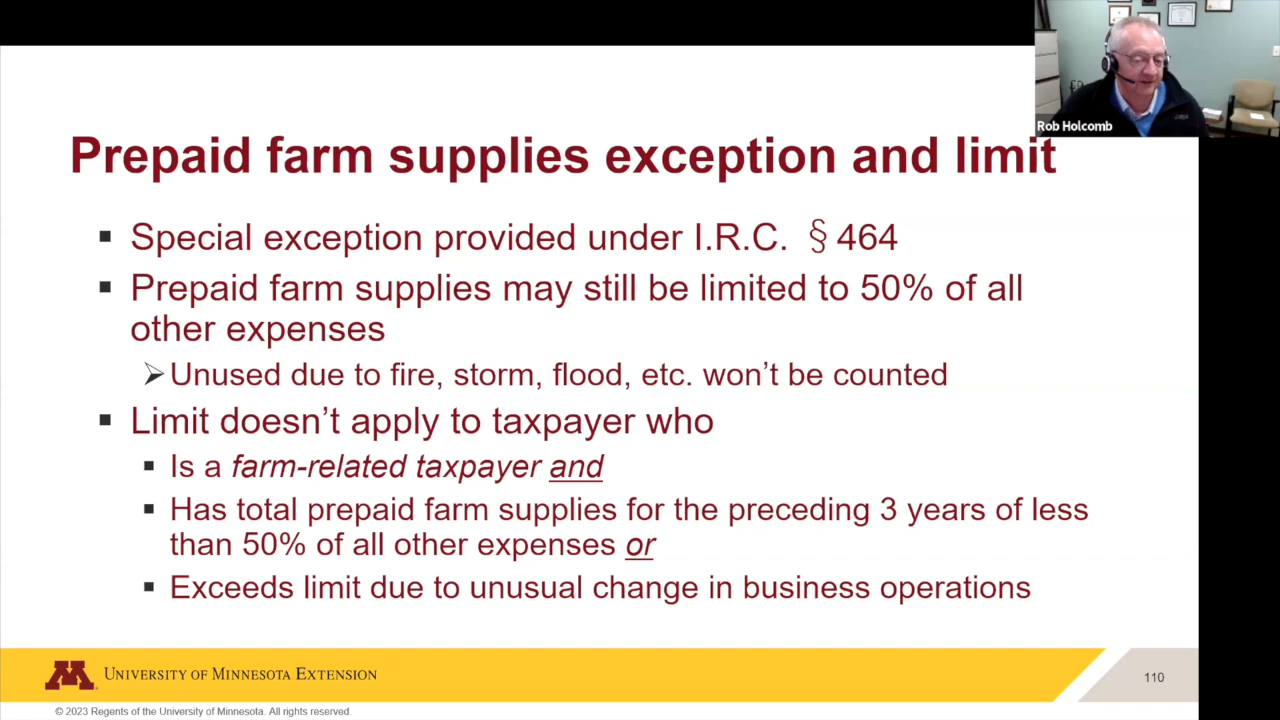 Rob Holcomb
Prepaid farm supplies exception and limit
▪ Special exception provided under I.R.C. § 464
▪ Prepaid farm supplies may still be limited to 50% of all
other expenses
➢ Unused due to fire, storm, flood, etc. won’t be counted
▪ Limit doesn’t apply to taxpayer who
▪ Is a farm-related taxpayer and
▪ Has total prepaid farm supplies for the preceding 3 years of less
than 50% of all other expenses or
▪ Exceeds limit due to unusual change in business operations
M UNIVERSITY OF MINNESOTA EXTENSION
110
© 2023 Regents of the University of Minnesota. All rights reserved.